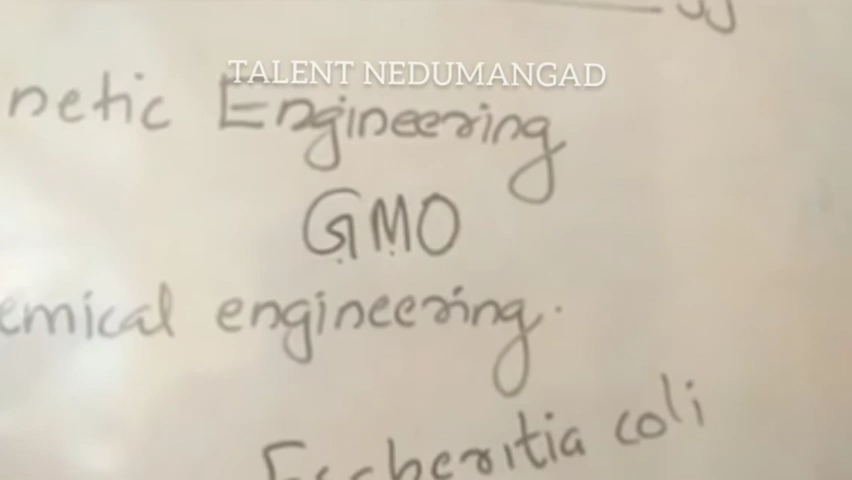 TALENT NEDUMANGAD
netic Engineering
GMO
emical engineering.
Escheritia coli